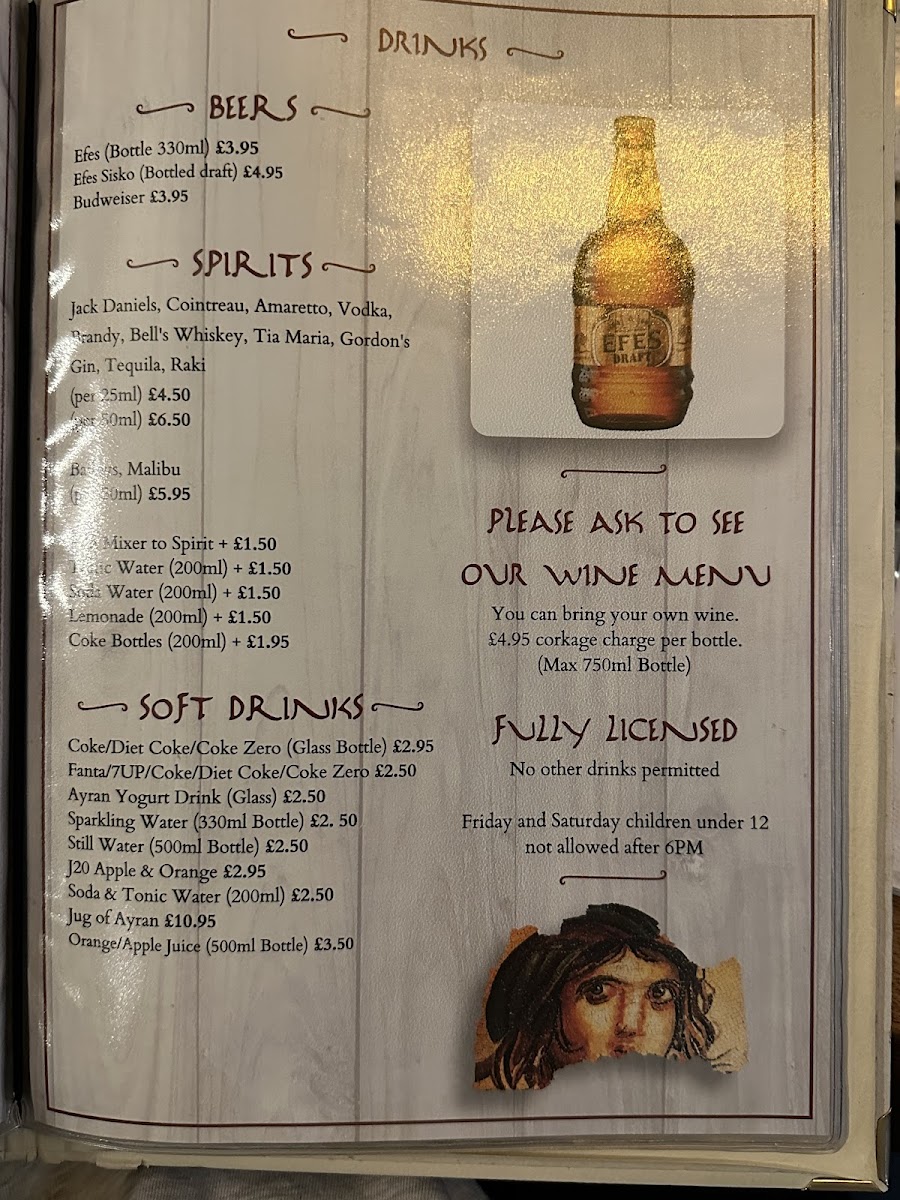 DRINKS
BEERS
Efes (Bottle 330ml) £3.95
Efes Sisko (Bottled draft) £4.95
Budweiser £3.95
SPIRITS
Jack Daniels, Cointreau, Amaretto, Vodka,
Brandy, Bell's Whiskey, Tia Maria, Gordon's
Gin, Tequila, Raki
(per 25ml) £4.50
(per 50ml) £6.50
Malibu
£5.95
Mixer to Spirit + £1.50
Tonic Water (200ml) + £1.50
Soda Water (200ml) + £1.50
Lemonade (200ml) + £1.50
Coke Bottles (200ml) + £1.95
SOFT DRINKS
Coke/Diet Coke/Coke Zero (Glass Bottle) £2.95
Fanta/7UP/Coke/Diet Coke/Coke Zero £2.50
Ayran Yogurt Drink (Glass) £2.50
Sparkling Water (330ml Bottle) £2. 50
Still Water (500ml Bottle) £2.50
J20 Apple & Orange £2.95
Soda & Tonic Water (200ml) £2.50
Jug of Ayran £10.95
Orange/Apple Juice (500ml Bottle) £3.50
EFES
DRAFT
PLEASE ASK TO SEE
OUR WINE MENU
You can bring your own wine.
£4.95 corkage charge per bottle.
(Max 750ml Bottle)
FULLY LICENSED
No other drinks permitted
Friday and Saturday children under 12
not allowed after 6PM